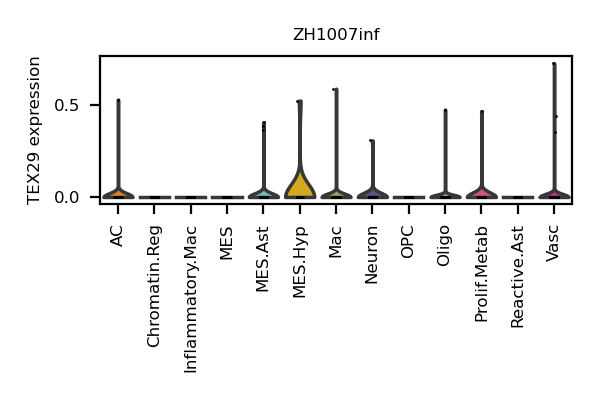 ZH1007inf
TEX29 expression
0.5
0.0
AC
Chromatin.Reg
Inflammatory.Mac
MES
MES.Ast
MES.Hyp
Mac
Neuron
OPC
Oligo
Prolif.Metab
Reactive.Ast
Vasc